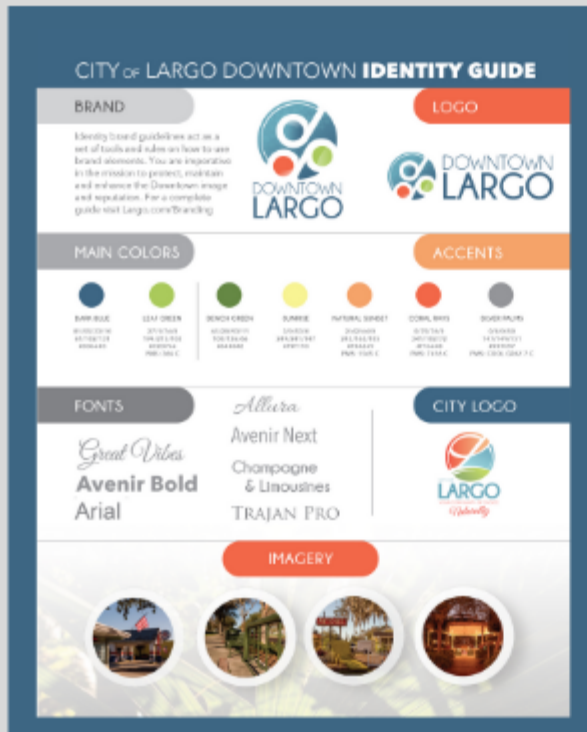 CITY OF LARGO DOWNTOWN IDENTITY GUIDE
BRAND
LOGO
Identity brand guidelines act as a
set of tools and rules on how to use
brand elements. You are imperative
in the mission to protect, maintain
and enhance the Downtown image
and reputation. For a complete
guide visit Largo.com/Branding
DOWNTOWN
LARGO
DOWNTOWN
LARGO
MAIN COLORS
ACCENTS
BARK BLUE
LEAF GREEN
BENCH GREEN
SUNRISE
NATURAL SUNSET
CORAL RAYS
SILVER PALMS
FONTS
CITY LOGO
Great Vibes
Avenir Bold
Arial
Allura
Avenir Next
Champagne
& Limousines
TRAJAN PRO
LARGO
Naturally
IMAGERY